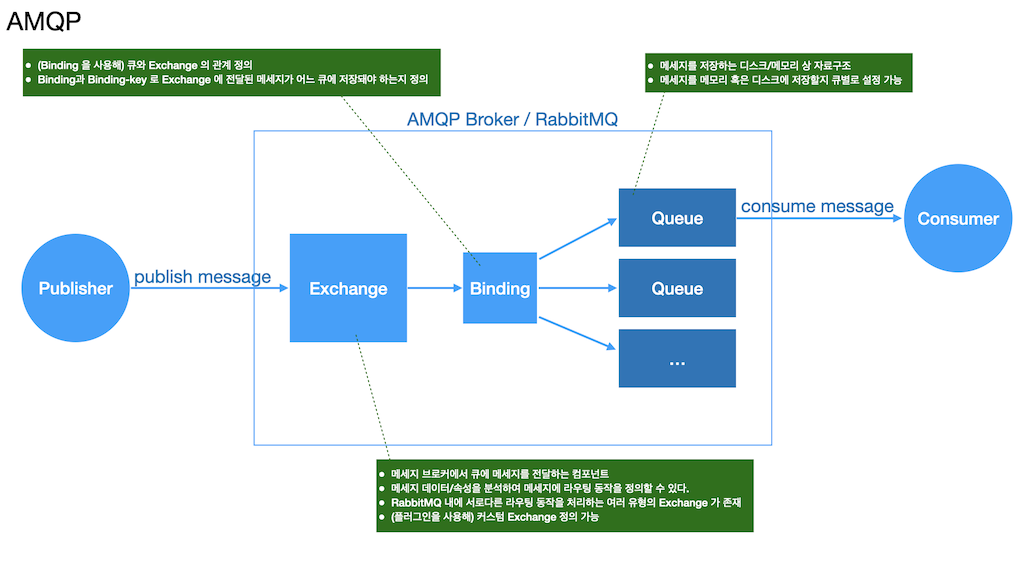 AMQP
• (Binding 을 사용해) 큐와 Exchange 의 관계 정의
• Binding과 Binding-key 로 Exchange 에 전달된 메세지가 어느 큐에 저장돼야 하는지 정의
• 메세지를 저장하는 디스크/메모리 상 자료구조
• 메세지를 메모리 혹은 디스크에 저장할지 큐별로 설정 가능
AMQP Broker / RabbitMQ
Publisher
publish message
Exchange
Binding
Queue
Queue
...
consume message
Consumer
• 메세지 브로커에서 큐에 메세지를 전달하는 컴포넌트
• 메세지 데이터/속성을 분석하여 메세지에 라우팅 동작을 정의할 수 있다.
• RabbitMQ 내에 서로다른 라우팅 동작을 처리하는 여러 유형의 Exchange 가 존재
• (플러그인을 사용해) 커스텀 Exchange 정의 가능